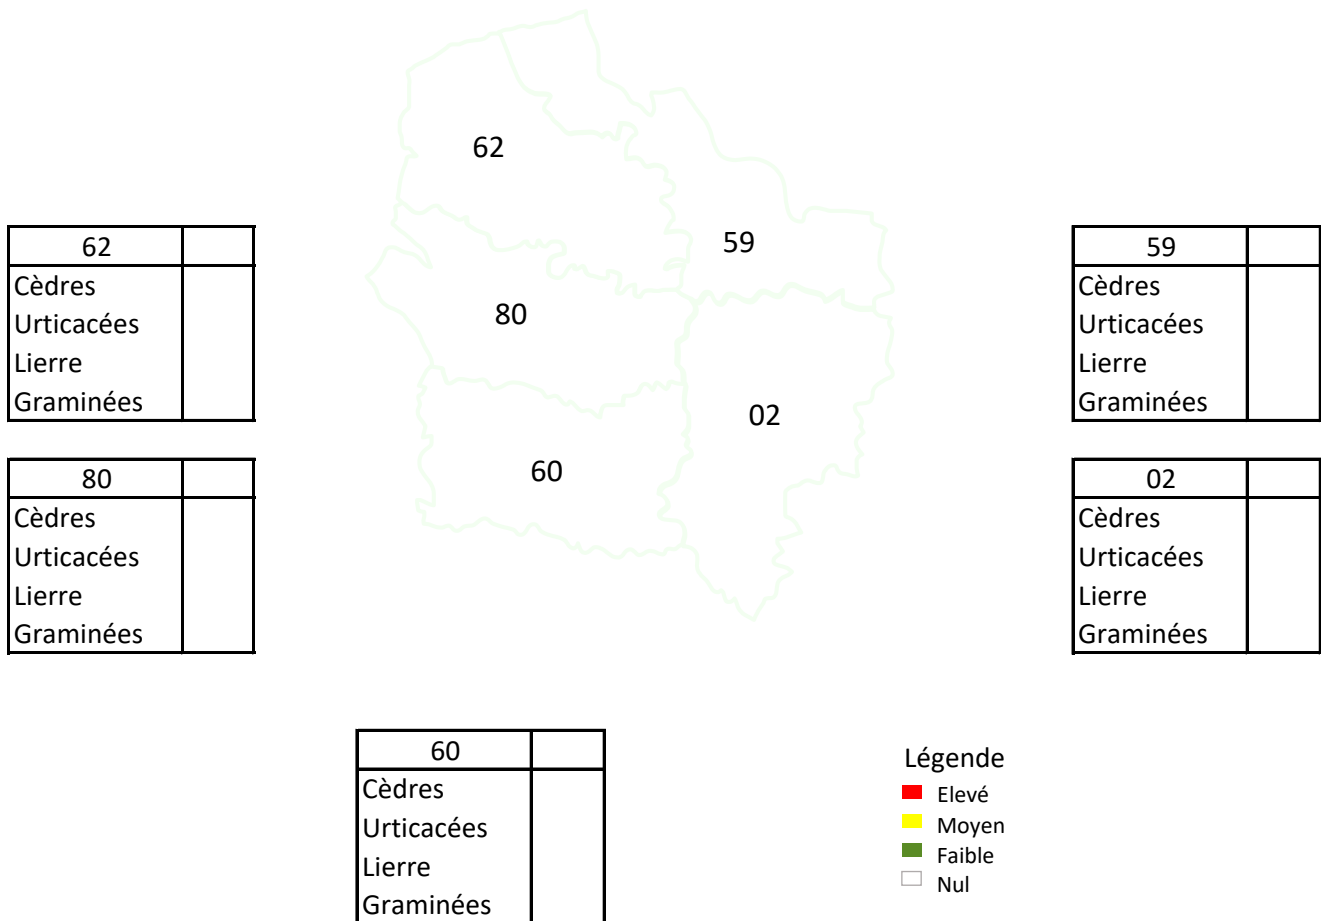 62
59
80
02
60
62
Cèdres
Urticacées
Lierre
Graminées
59
Cèdres
Urticacées
Lierre
Graminées
80
Cèdres
Urticacées
Lierre
Graminées
02
Cèdres
Urticacées
Lierre
Graminées
60
Cèdres
Urticacées
Lierre
Graminées
Légende
Elevé
Moyen
Faible
Nul